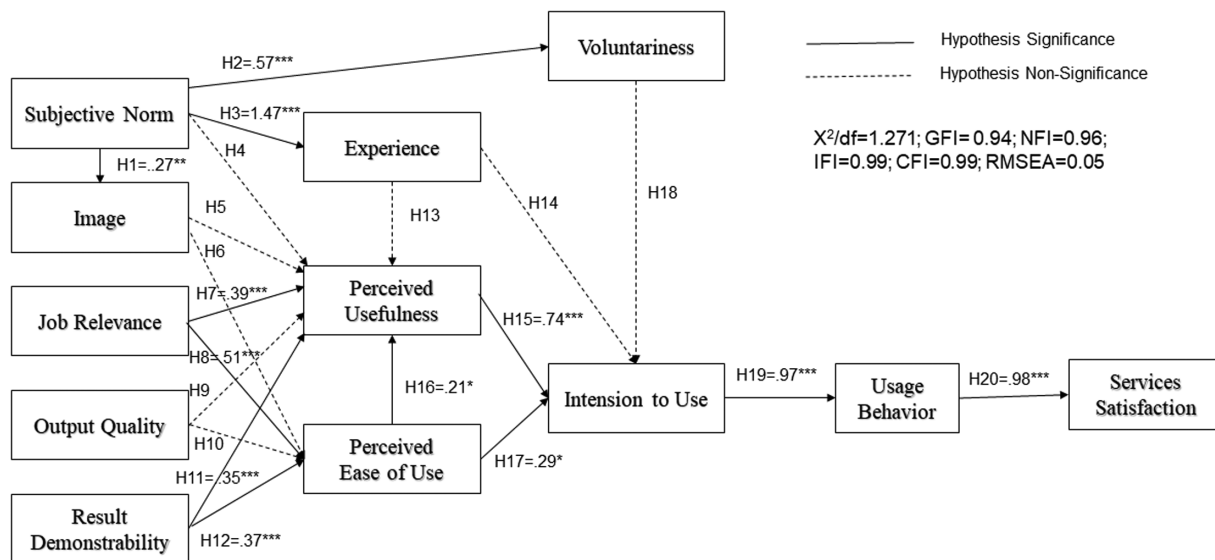 Voluntariness
Hypothesis Significance
Hypothesis Non-Significance
H2=.57***
Subjective Norm
H3=1.47***
Experience
X²/df=1.271; GFI= 0.94; NFI=0.96;
IFI=0.99; CFI=0.99; RMSEA=0.05
H1=..27**
H4
Image
H5
H6
H13
H14
H18
Job Relevance
H7=.39***
Perceived
Usefulness
H15=.74***
H8=.51***
H9
H16=.21*
Output Quality
H10
Perceived
Ease of Use
H17=.29*
Intension to Use
H19=.97***
Usage
Behavior
H20=.98***
Services
Satisfaction
H11=.35***
Result
Demonstrability
H12=.37***